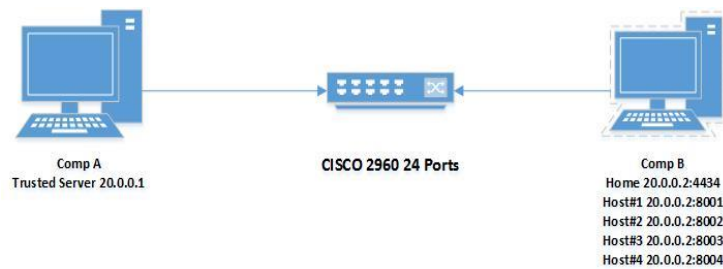 Comp A
Trusted Server 20.0.0.1
CISCO 2960 24 Ports
Comp B
Home 20.0.0.2:4434
Host#1 20.0.0.2:8001
Host#2 20.0.0.2:8002
Host#3 20.0.0.2:8003
Host#4 20.0.0.2:8004